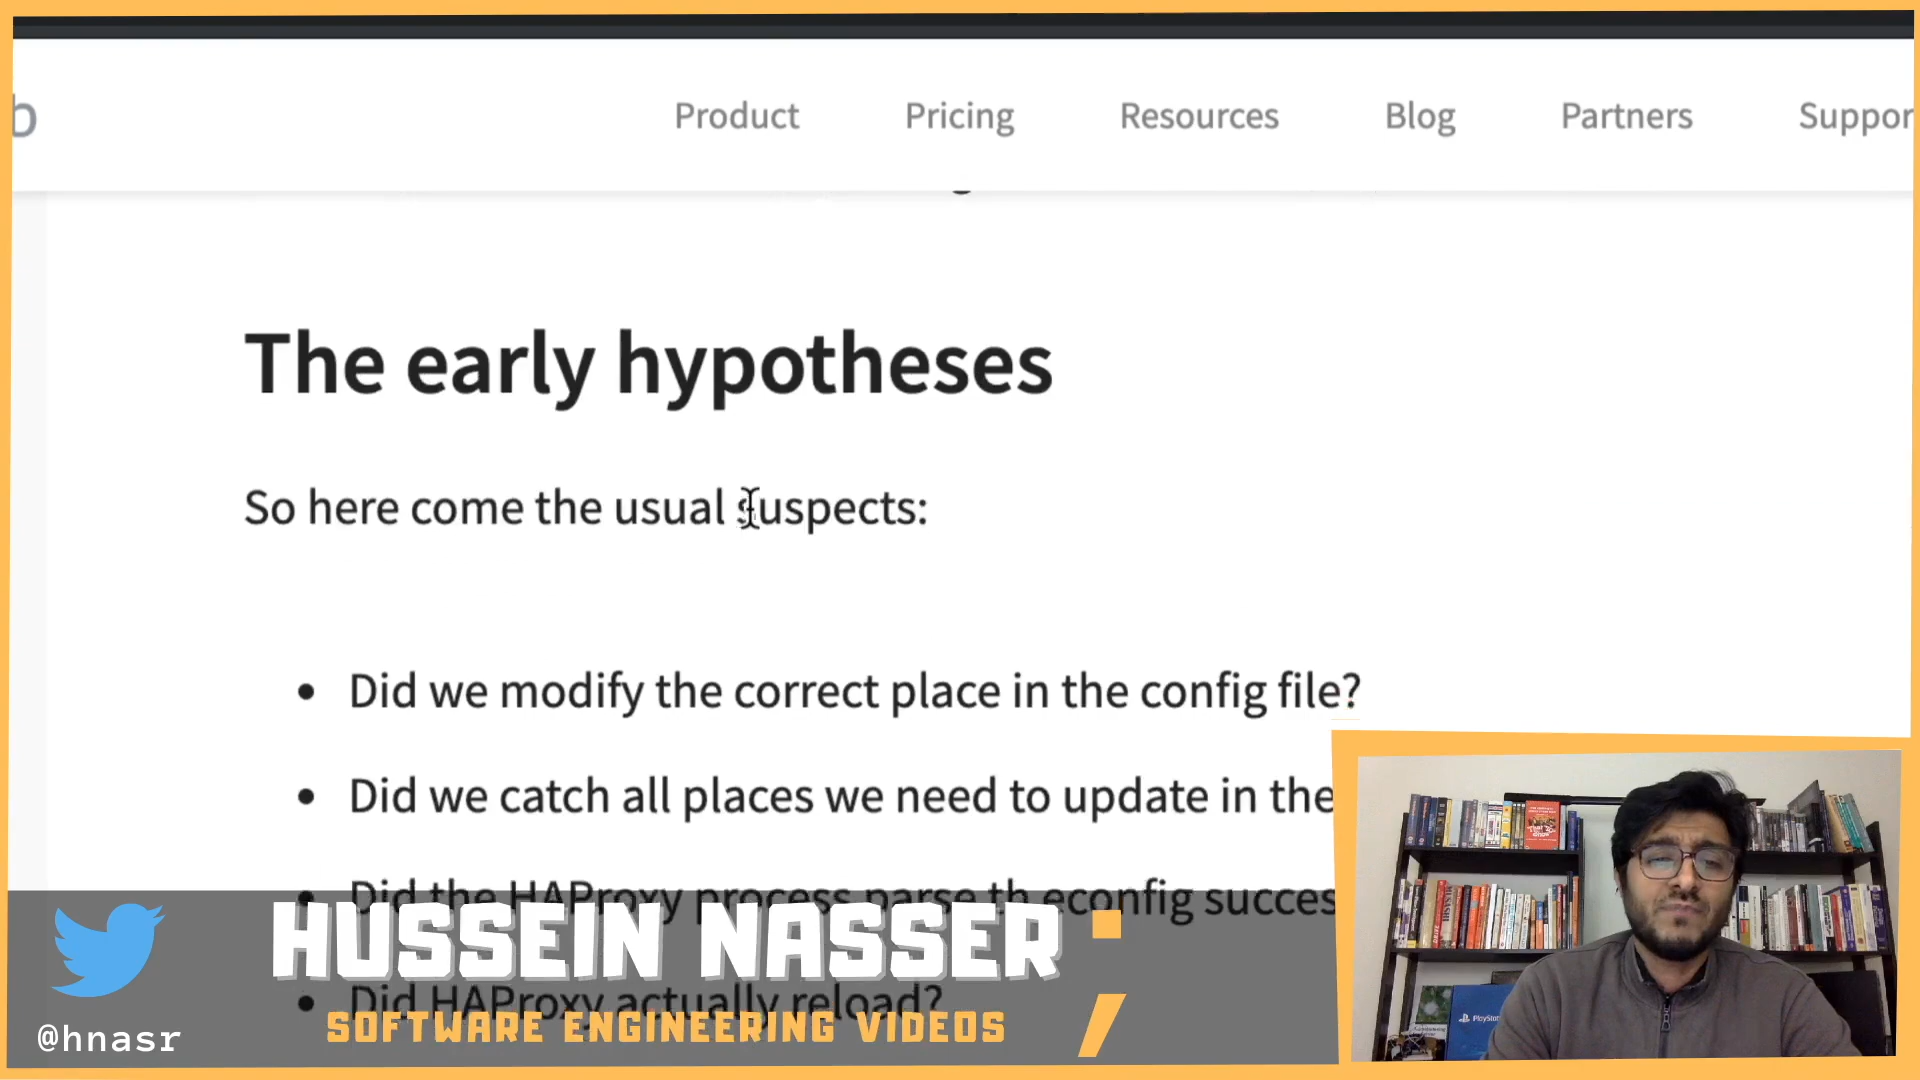 b
Product Pricing Resources Blog Partners Suppor
The early hypotheses
So here come the usual suspects:
• Did we modify the correct place in the config file?
• Did we catch all places we need to update in the
• Did the HAProxy process parse th econfig succes
HUSSEIN NASSER ;
• Did HAProxy actually reload?
SOFTWARE ENGINEERING VIDEOS
@hnasr